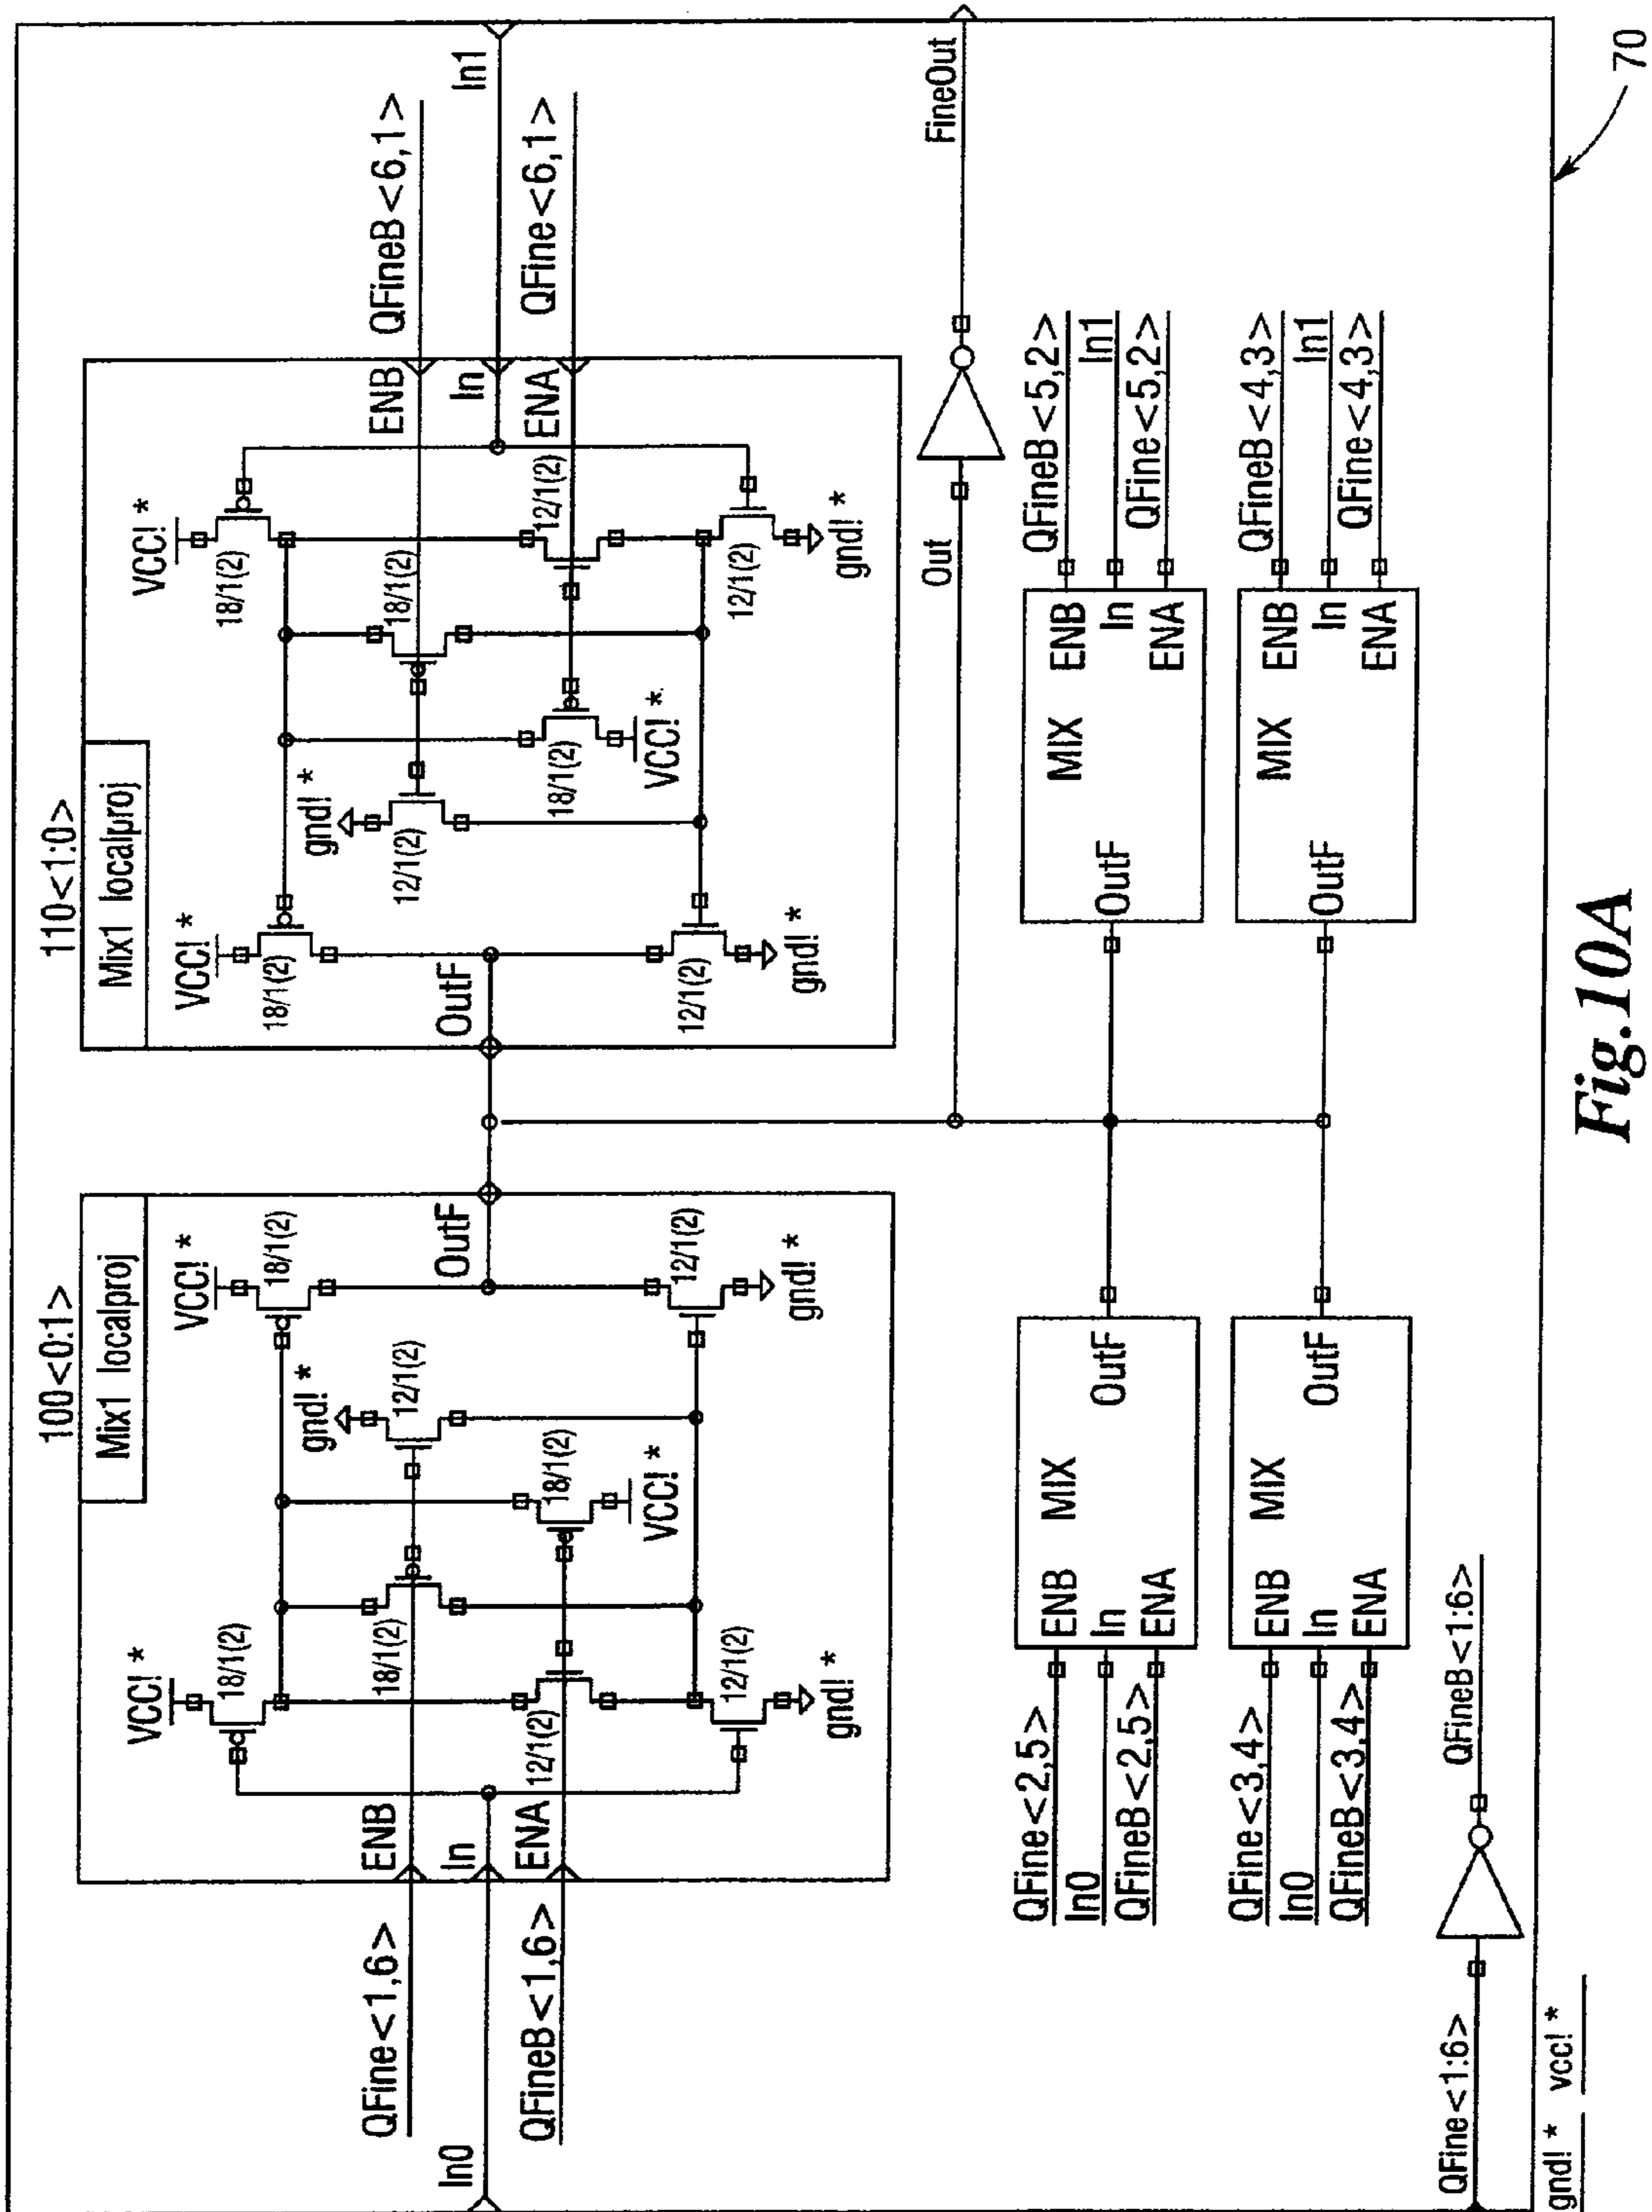 100<0:1>
Mix1 localproj
VCC! *
18/1(2)
VCC! *
18/1(2)
gnd! *
12/1(2)
18/1(2)
18/1(2)
VCC! *
12/1(2)
12/1(2)
gnd! *
12/1(2)
gnd! *
ENB
In
ENA
OutF
QFine<1,6>
In0
QFineB<1,6>
110<1:0>
Mix1 localproj
VCC! *
18/1(2)
VCC! *
18/1(2)
gnd! *
12/1(2)
18/1(2)
18/1(2)
VCC! *
12/1(2)
12/1(2)
gnd! *
12/1(2)
gnd! *
OutF
ENB
In
ENA
QFineB<6,1>
In1
QFine<6,1>
Out
FineOut
QFine<2,5>
In0
QFineB<2,5>
ENB
In
ENA
MIX
OutF
OutF
MIX
ENB
In
ENA
QFineB<5,2>
In1
QFine<5,2>
QFine<3,4>
In0
QFineB<3,4>
ENB
In
ENA
MIX
OutF
OutF
MIX
ENB
In
ENA
QFineB<4,3>
In1
QFine<4,3>
QFine<1:6>
QFineB<1:6>
gnd! * vcc! *
70
Fig.10A